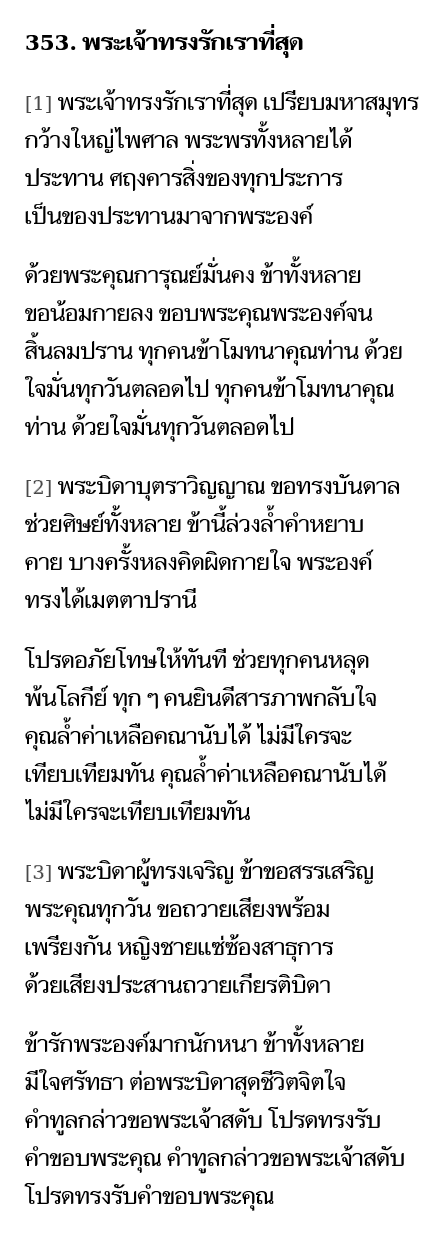 353. พระเจ้าทรงรักเราที่สุด
[1] พระเจ้าทรงรักเราที่สุด เปรียบมหาสมุทร
กว้างใหญ่ไพศาล พระพรทั้งหลายได้
ประทาน ศฤงคารสิ่งของทุกประการ
เป็นของประทานมาจากพระองค์
ด้วยพระคุณการุณย์มั่นคง ข้าทั้งหลาย
ขอน้อมกายลง ขอบพระคุณพระองค์จน
สิ้นลมปราน ทุกคนข้าโมทนาคุณท่าน ด้วย
ใจมั่นทุกวันตลอดไป ทุกคนข้าโมทนาคุณ
ท่าน ด้วยใจมั่นทุกวันตลอดไป
[2] พระบิดาบุตราวิญญาณ ขอทรงบันดาล
ช่วยศิษย์ทั้งหลาย ข้านี้ล่วงล้ำคำหยาบ
คาย บางครั้งหลงคิดผิดกายใจ พระองค์
ทรงได้เมตตาปรานี
โปรดอภัยโทษให้ทันที ช่วยทุกคนหลุด
พ้นโลกีย์ ทุก ๆ คนยินดีสารภาพกลับใจ
คุณล้ำค่าเหลือคณานับได้ ไม่มีใครจะ
เทียบเทียมทัน คุณล้ำค่าเหลือคณานับได้
ไม่มีใครจะเทียบเทียมทัน
[3] พระบิดาผู้ทรงเจริญ ข้าขอสรรเสริญ
พระคุณทุกวัน ขอถวายเสียงพร้อม
เพรียงกัน หญิงชายแซ่ซ้องสาธุการ
ด้วยเสียงประสานถวายเกียรติบิดา
ข้ารักพระองค์มากนักหนา ข้าทั้งหลาย
มีใจศรัทธา ต่อพระบิดาสุดชีวิตจิตใจ
คำทูลกล่าวขอพระเจ้าสดับ โปรดทรงรับ
คำขอบพระคุณ คำทูลกล่าวขอพระเจ้าสดับ
โปรดทรงรับคำขอบพระคุณ